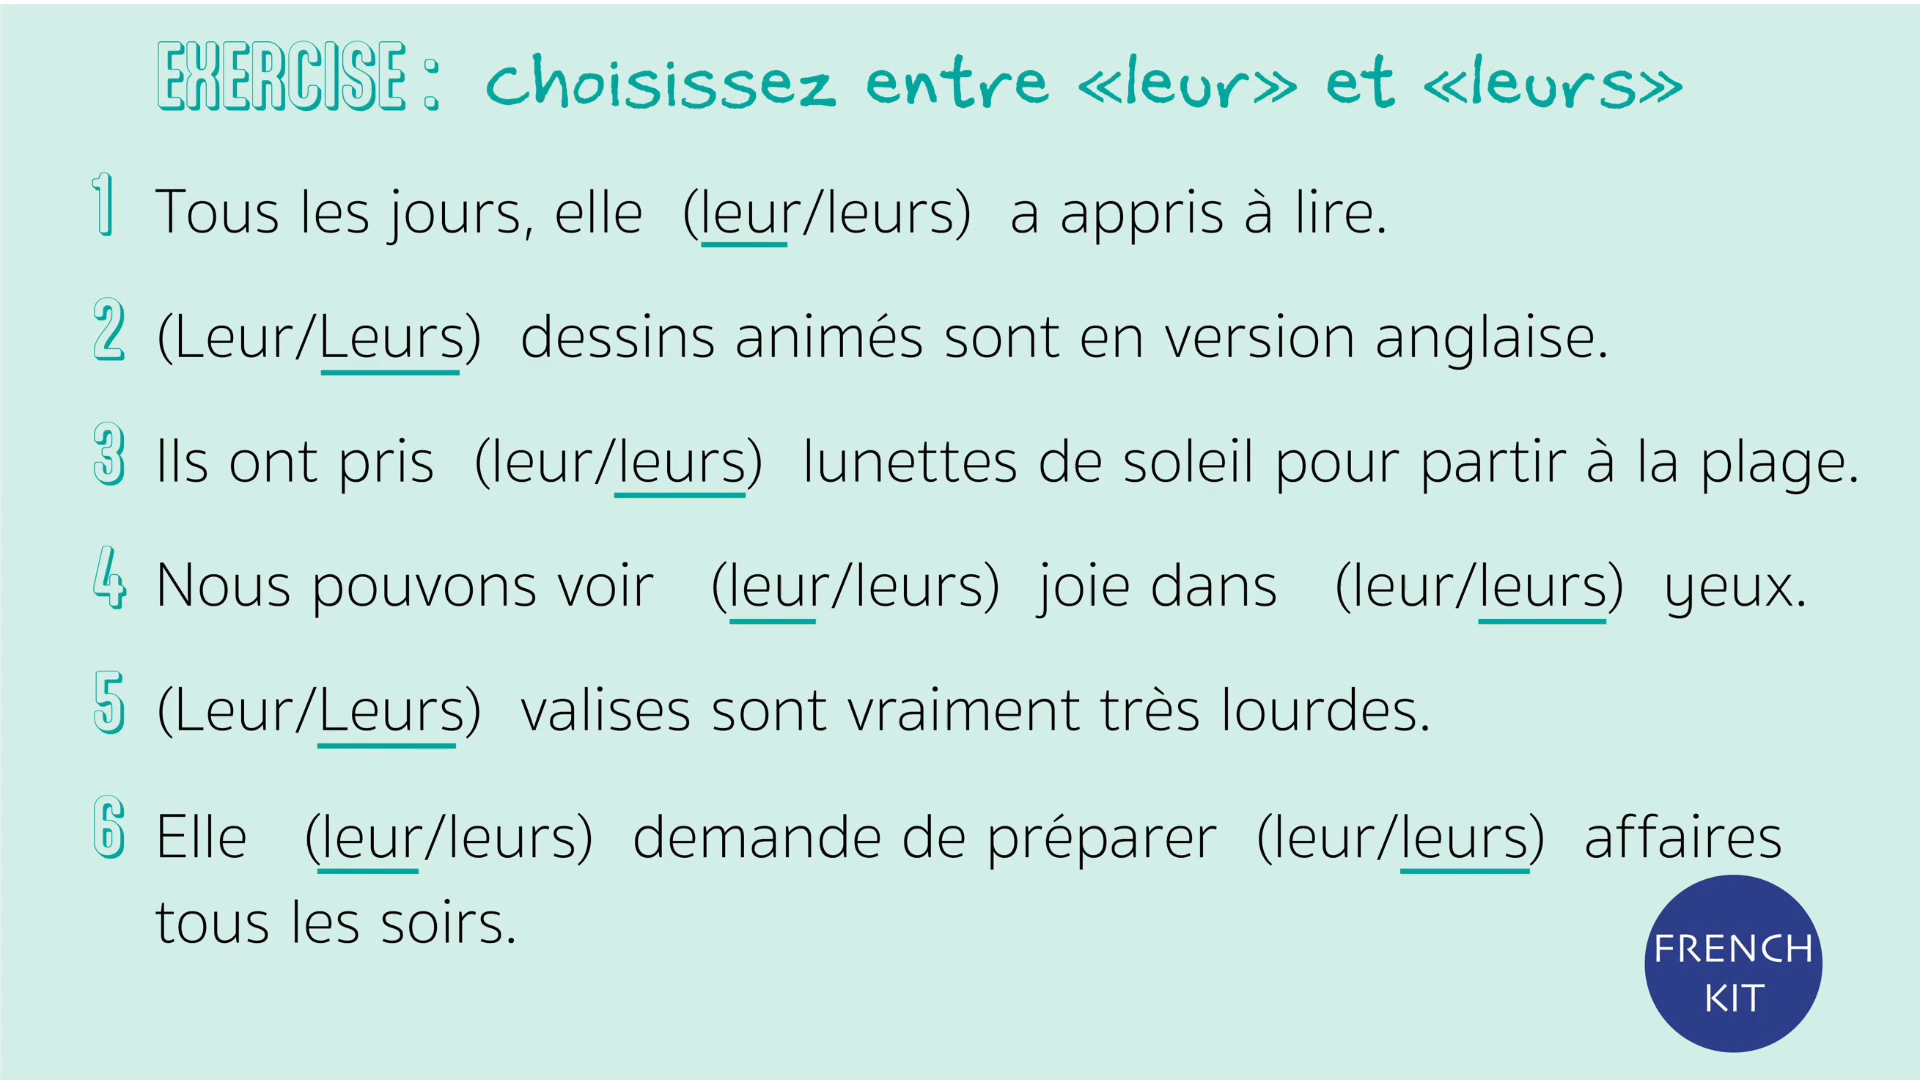 EXERCISE : Choisissez entre «leur» et «leurs»
1 Tous les jours, elle (leur/leurs) a appris à lire.
2 (Leur/Leurs) dessins animés sont en version anglaise.
3 Ils ont pris (leur/leurs) lunettes de soleil pour partir à la plage.
4 Nous pouvons voir (leur/leurs) joie dans (leur/leurs) yeux.
5 (Leur/Leurs) valises sont vraiment très lourdes.
6 Elle (leur/leurs) demande de préparer (leur/leurs) affaires
tous les soirs.
FRENCH
KIT